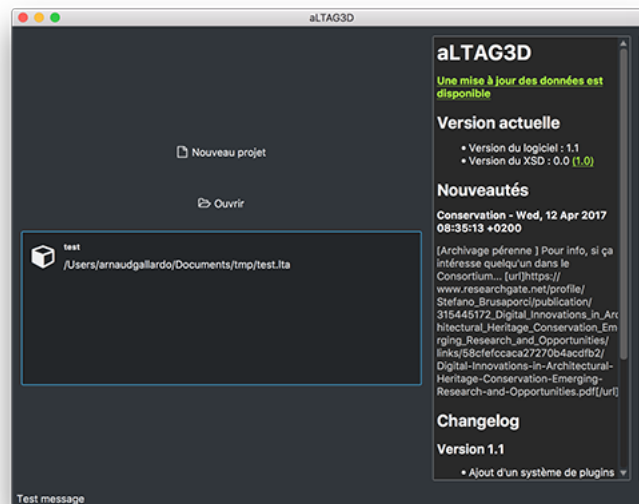 aLTAG3D
Nouveau projet
Ouvrir
test
/Users/arnaudgallardo/Documents/tmp/test.lta
aLTAG3D
Une mise à jour des données est
disponible
Version actuelle
• Version du logiciel : 1.1
• Version du XSD : 0.0 (1.0)
Nouveautés
Conservation - Wed, 12 Apr 2017
08:35:13 +0200
[Archivage pérenne ] Pour info, si ça
intéresse quelqu'un dans le
Consortium... [url]https://
www.researchgate.net/profile/
Stefano_Brusaporci/publication/
315445172_Digital_Innovations_in_Arc
hitectural_Heritage_Conservation_Em
rging_Research_and_Opportunities/
links/58cfefccaca27270b4acdfb2/
Digital-Innovations-in-Architectural-
Heritage-Conservation-Emerging-
Research-and-Opportunities.pdf[/url]
Changelog
Version 1.1
• Ajout d'un système de plugins
Test message